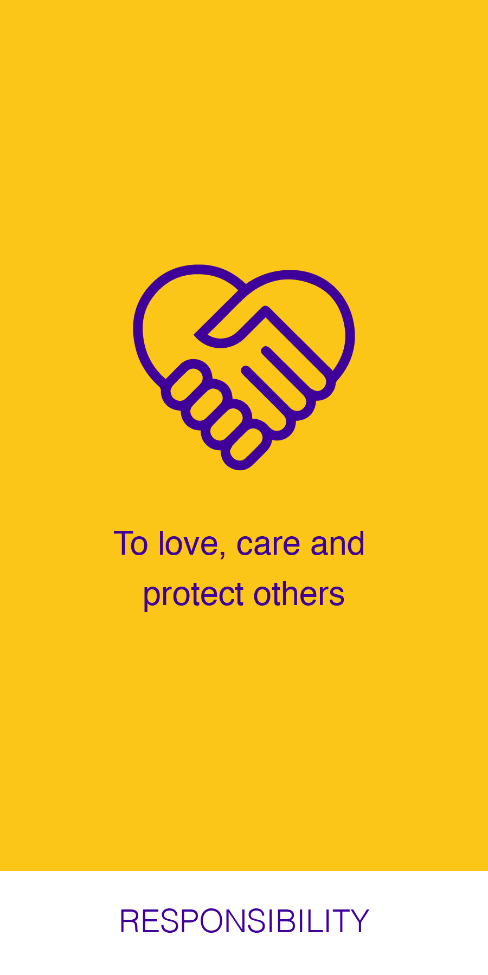 To love, care and
protect others
RESPONSIBILITY